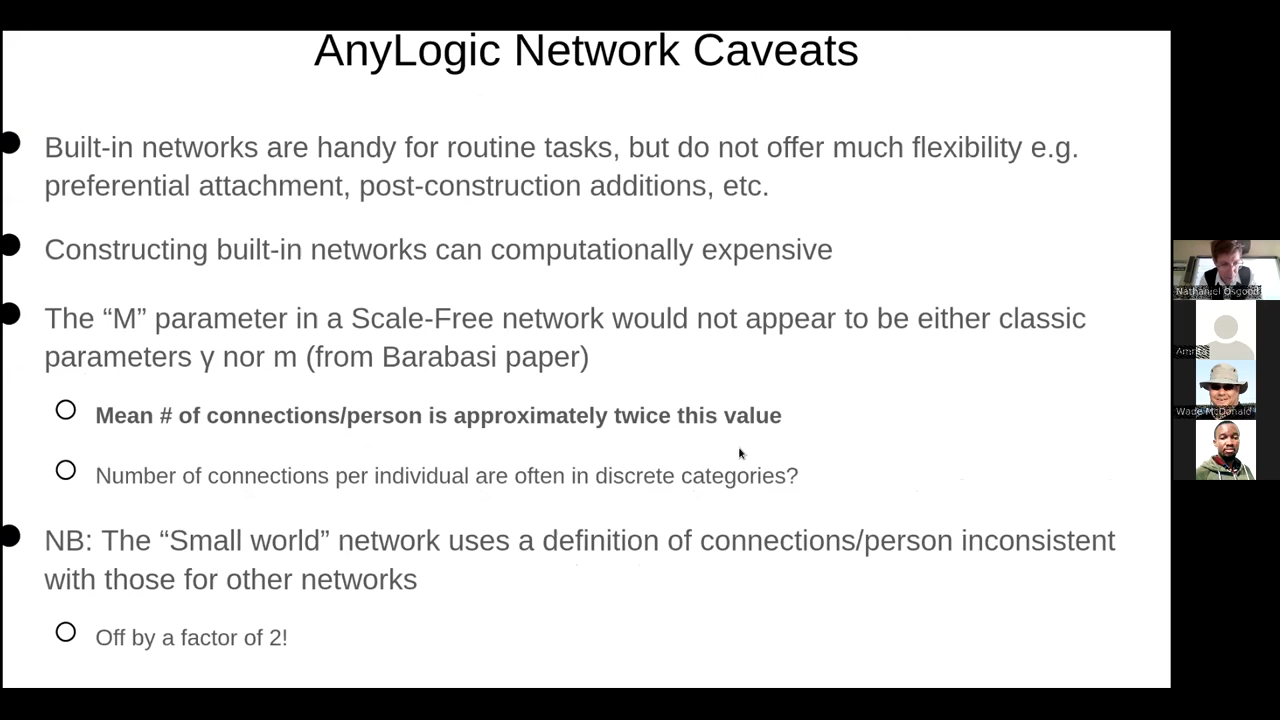 AnyLogic Network Caveats
Built-in networks are handy for routine tasks, but do not offer much flexibility e.g.
preferential attachment, post-construction additions, etc.
Constructing built-in networks can computationally expensive
The “M” parameter in a Scale-Free network would not appear to be either classic
parameters γ nor m (from Barabasi paper)
Mean # of connections/person is approximately twice this value
Number of connections per individual are often in discrete categories?
NB: The “Small world” network uses a definition of connections/person inconsistent
with those for other networks
Off by a factor of 2!
Nathaniel Osgood
Wade McDonald